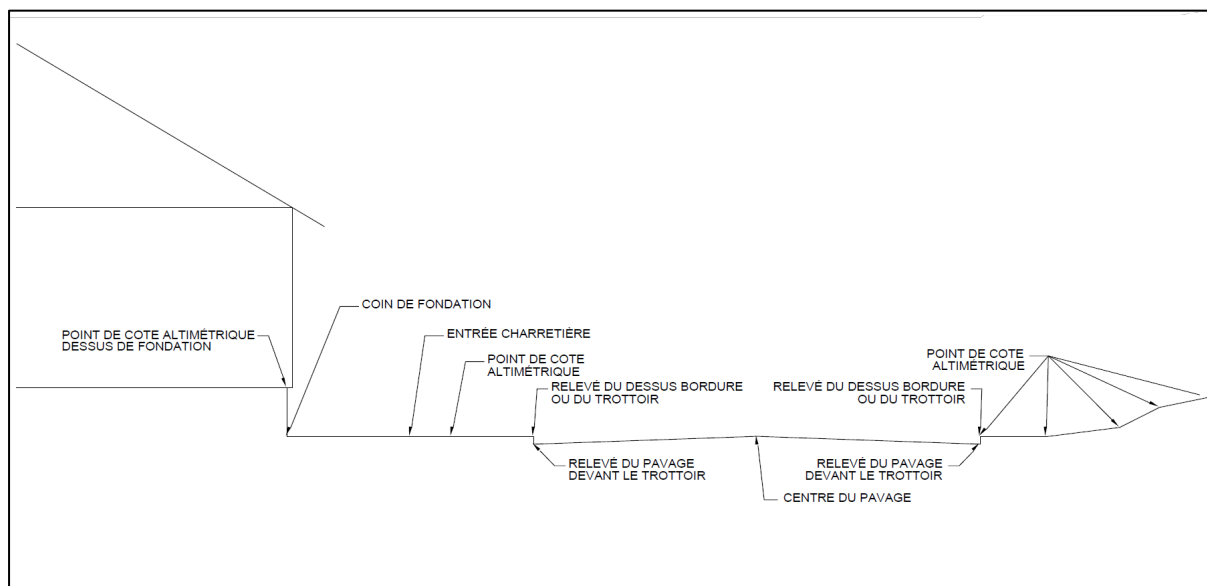 COIN DE FONDATION
POINT DE COTE ALTIMÉTRIQUE
DESSUS DE FONDATION
ENTRÉE CHARRETIÈRE
POINT DE COTE
ALTIMÉTRIQUE
RELEVÉ DU DESSUS BORDURE
OU DU TROTTOIR
POINT DE COTE
ALTIMÉTRIQUE
RELEVÉ DU DESSUS BORDURE
OU DU TROTTOIR
RELEVÉ DU PAVAGE
DEVANT LE TROTTOIR
RELEVÉ DU PAVAGE
DEVANT LE TROTTOIR
CENTRE DU PAVAGE